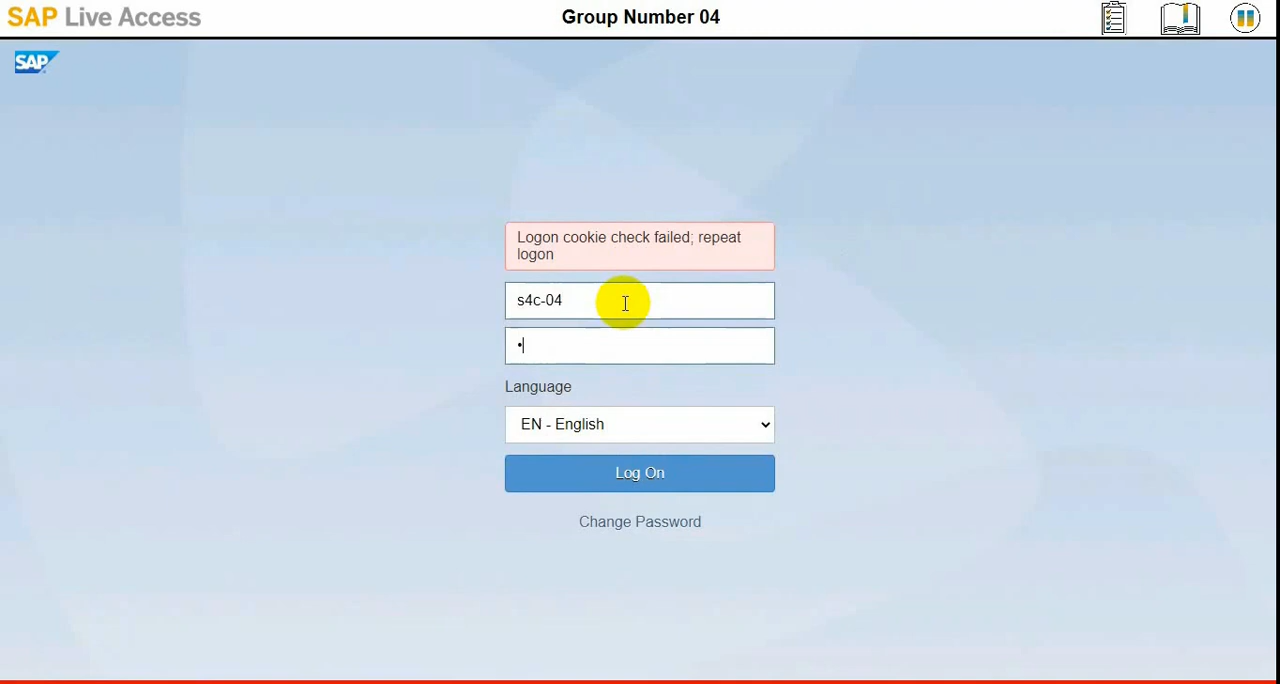 SAP Live Access
Group Number 04
SAP
Logon cookie check failed; repeat
logon
s4c-04
•
Language
EN - English
Log On
Change Password